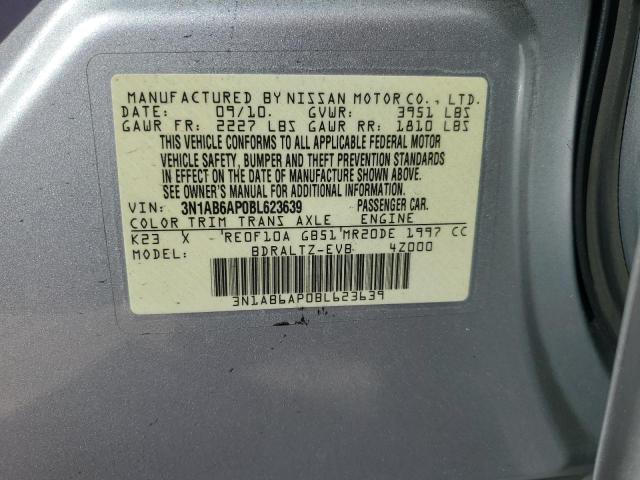 MANUFACTURED BY NISSAN MOTOR CO., LTD.
DATE: 09/10. GVWR: 3951 LBS
GAWR FR: 2227 LBS GAWR RR: 1810 LBS
THIS VEHICLE CONFORMS TO ALL APPLICABLE FEDERAL MOTOR
VEHICLE SAFETY, BUMPER AND THEFT PREVENTION STANDARDS
IN EFFECT ON THE DATE OF MANUFACTURE SHOWN ABOVE.
SEE OWNER'S MANUAL FOR ADDITIONAL INFORMATION.
VIN: 3N1AB6AP0BL623639 PASSENGER CAR.
COLOR TRIM TRANS AXLE ENGINE
K23 X RE0F10A GB51 MR20DE 1997 CC
MODEL: BDRALTZ-EVB 4Z000
3N1AB6AP0BL623639